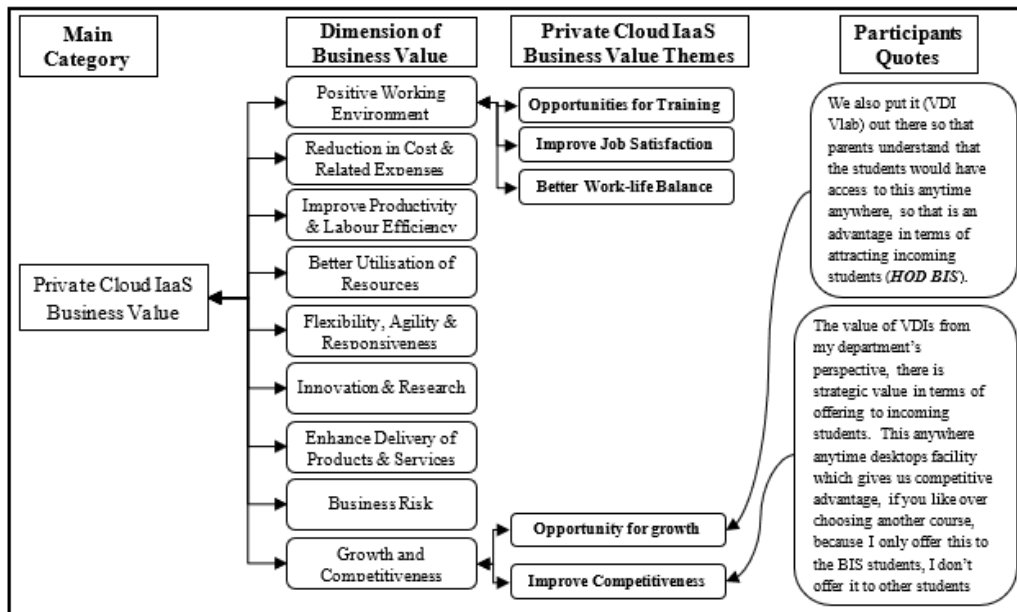 Main
Category
Dimension of
Business Value
Private Cloud IaaS
Business Value Themes
Participants
Quotes
Private Cloud IaaS
Business Value
Positive Working
Environment
Reduction in Cost &
Related Expenses
Improve Productivity
& Labour Efficiency
Better Utilisation of
Resources
Flexibility, Agility &
Responsiveness
Innovation & Research
Enhance Delivery of
Products & Services
Business Risk
Growth and
Competitiveness
Opportunities for Training
Improve Job Satisfaction
Better Work-life Balance
Opportunity for growth
Improve Competitiveness
We also put it (VDI
Vlab) out there so that
parents understand that
the students would have
access to this anytime
anywhere, so that is an
advantage in terms of
attracting incoming
students (HOD BIS).
The value of VDIs from
my department's
perspective, there is
strategic value in terms of
offering to incoming
students. This anywhere
anytime desktops facility
which gives us competitive
advantage, if you like over
choosing another course,
because I only offer this to
the BIS students, I don't
offer it to other students